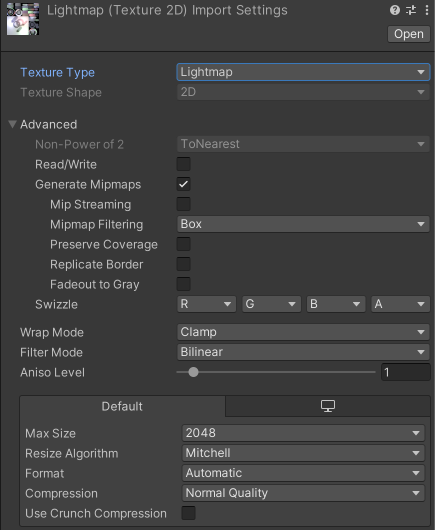 Lightmap (Texture 2D) Import Settings
Open
Texture Type Lightmap
Texture Shape 2D
Advanced
Non-Power of 2 ToNearest
Read/Write
Generate Mipmaps
Mip Streaming
Mipmap Filtering Box
Preserve Coverage
Replicate Border
Fadeout to Gray
Swizzle R G B A
Wrap Mode Clamp
Filter Mode Bilinear
Aniso Level 1
Default
Max Size 2048
Resize Algorithm Mitchell
Format Automatic
Compression Normal Quality
Use Crunch Compression